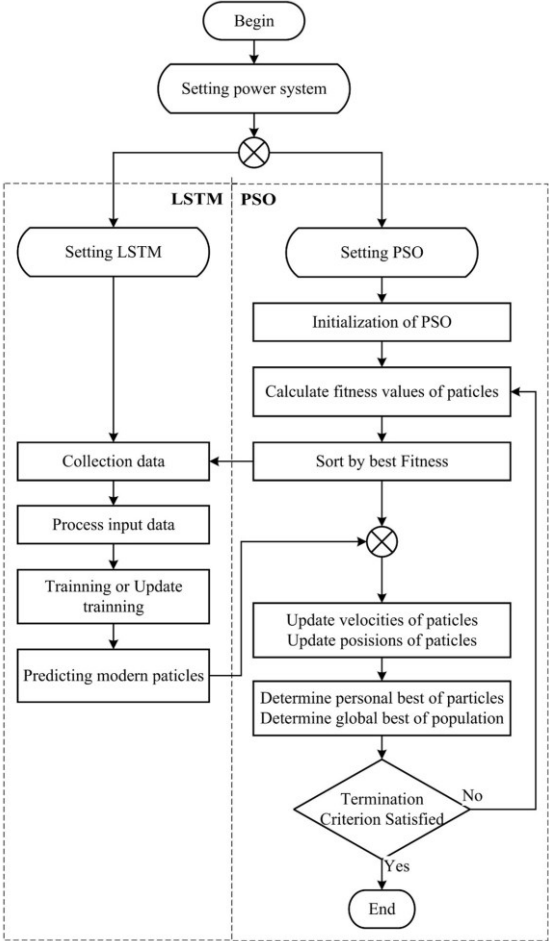 Begin
Setting power system
LSTM
PSO
Setting LSTM
Setting PSO
Initialization of PSO
Calculate fitness values of paticles
Collection data
Sort by best Fitness
Process input data
Trainning or Update
trainning
Predicting modern paticles
Update velocities of paticles
Update posisions of paticles
Determine personal best of particles
Determine global best of population
Termination
Criterion Satisfied
No
Yes
End